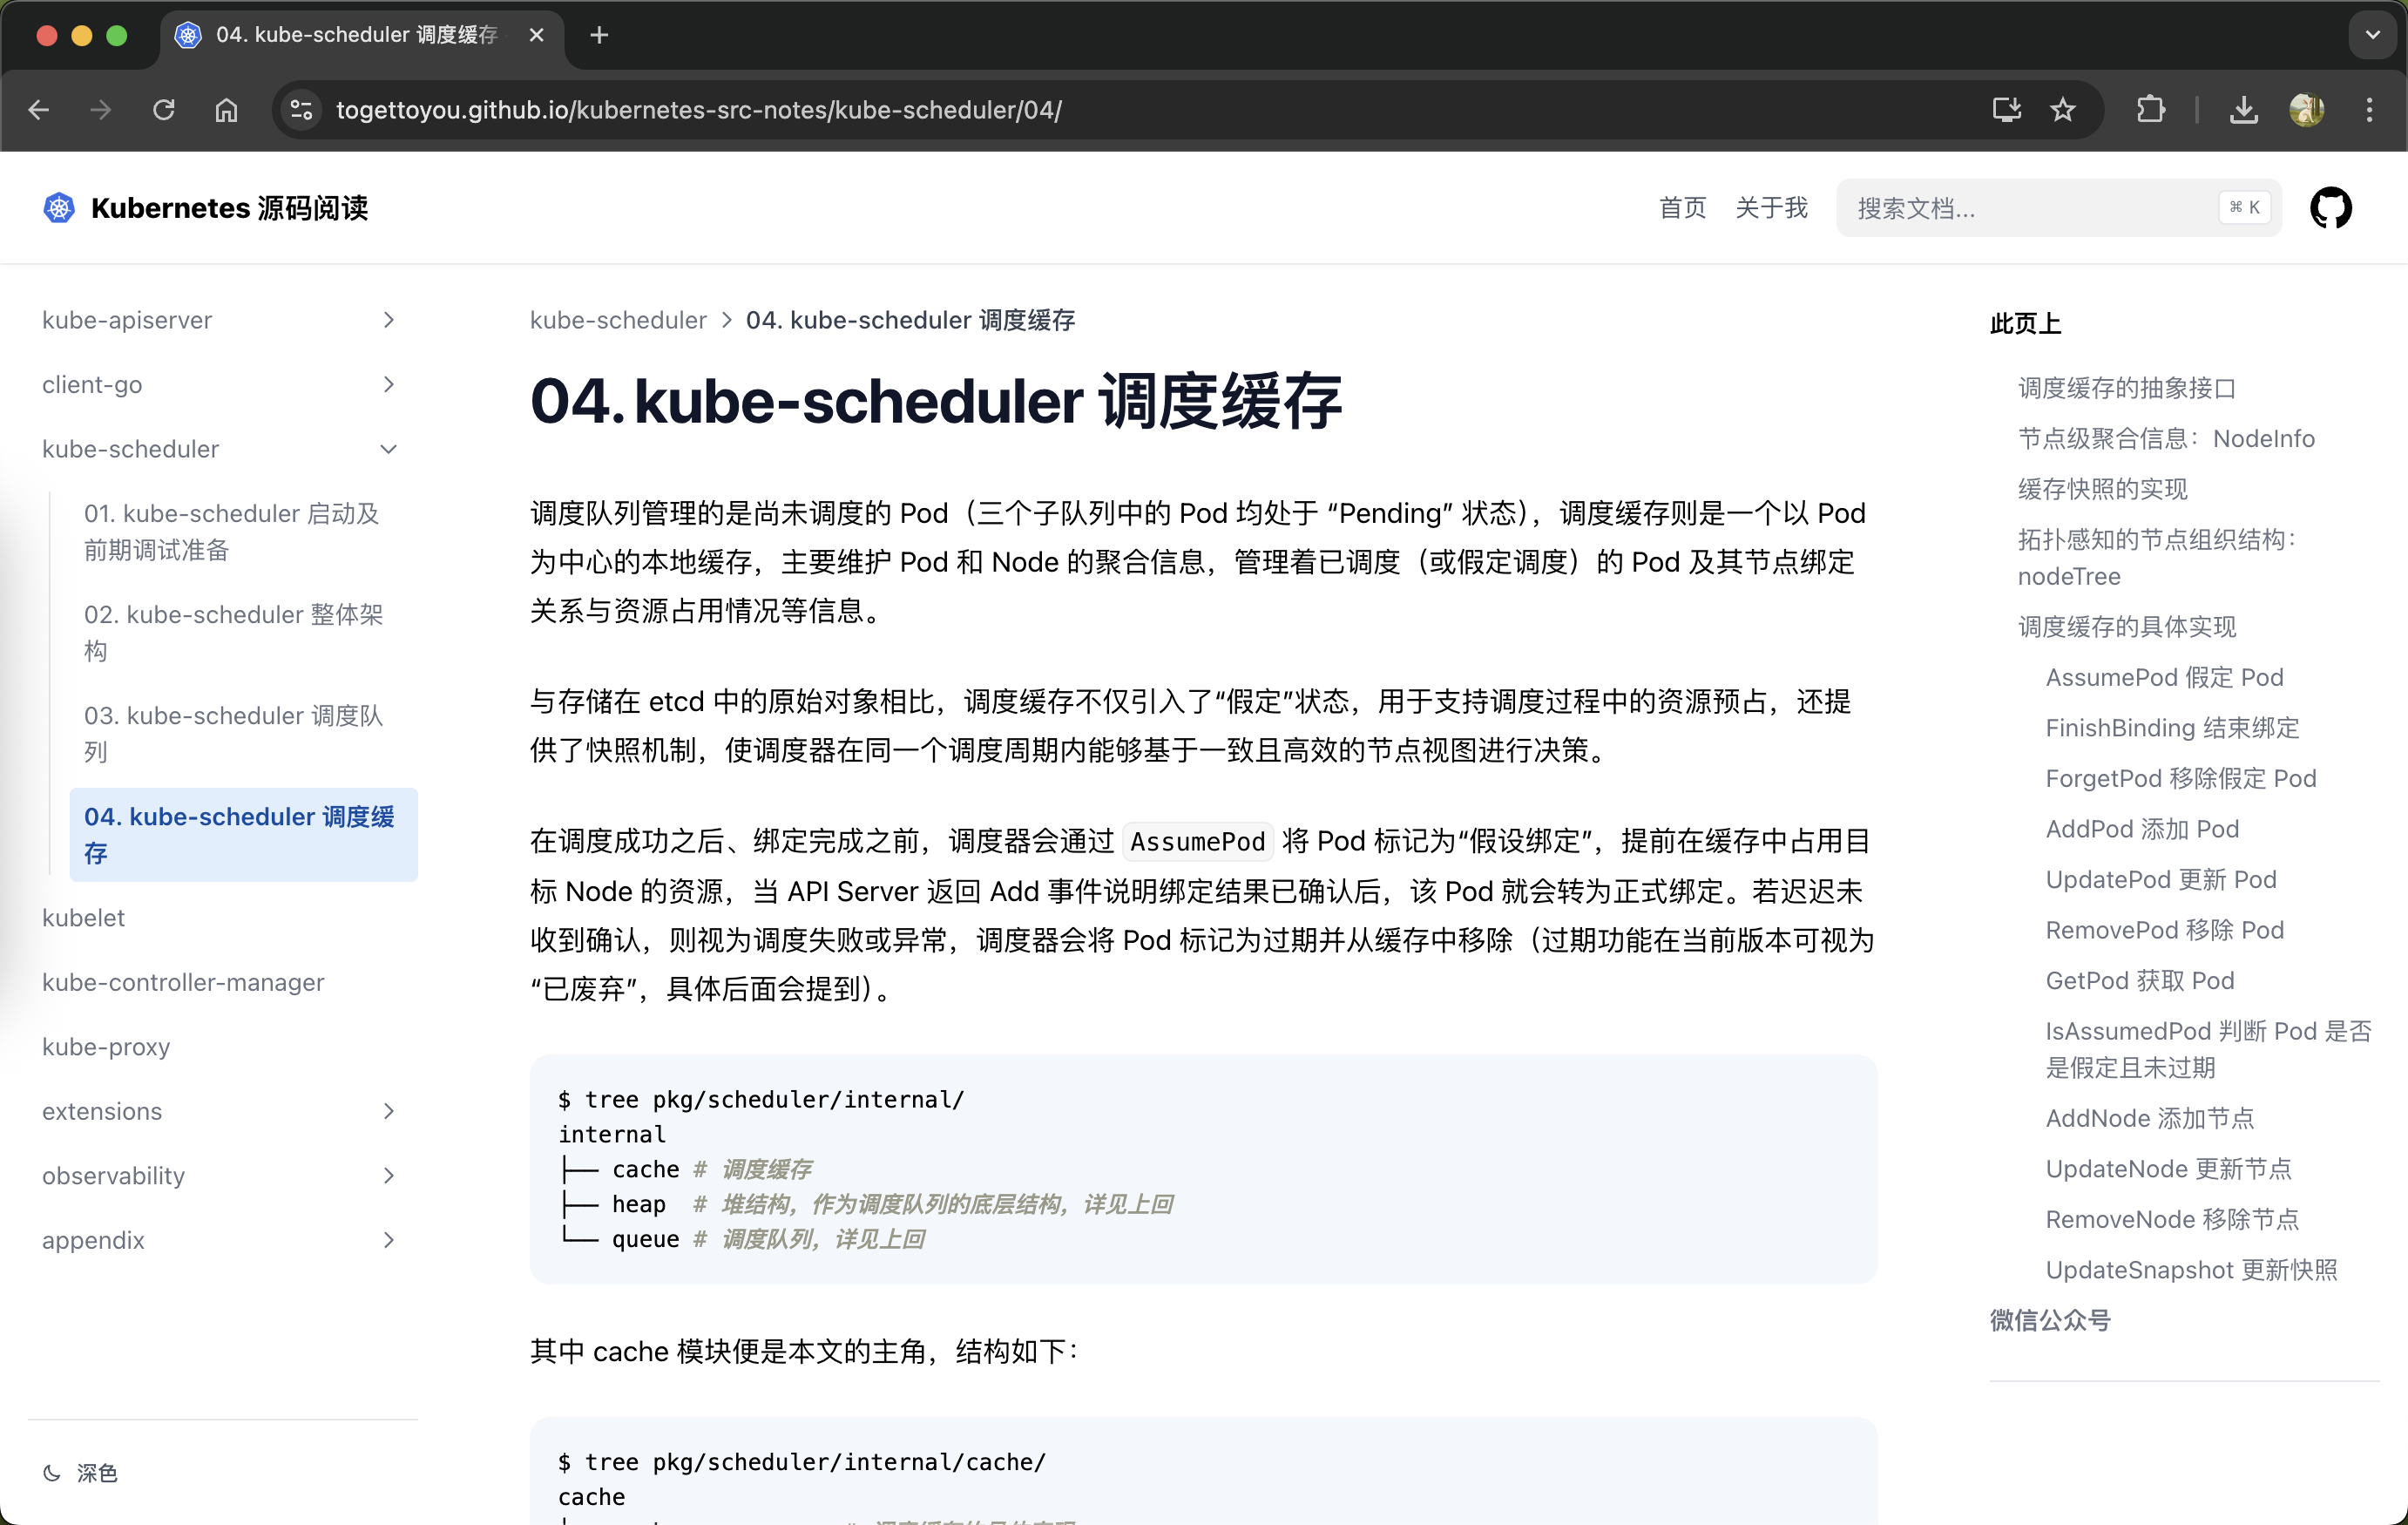 04. kube-scheduler 调度缓存
togettoyou.github.io/kubernetes-src-notes/kube-scheduler/04/
Kubernetes 源码阅读
首页
关于我
搜索文档...
⌘ K
kube-apiserver
client-go
kube-scheduler
01. kube-scheduler 启动及
前期调试准备
02. kube-scheduler 整体架
构
03. kube-scheduler 调度队
列
04. kube-scheduler 调度缓
存
kubelet
kube-controller-manager
kube-proxy
extensions
observability
appendix
深色
kube-scheduler > 04. kube-scheduler 调度缓存
04. kube-scheduler 调度缓存
调度队列管理的是尚未调度的 Pod（三个子队列中的 Pod 均处于 “Pending” 状态），调度缓存则是一个以 Pod
为中心的本地缓存，主要维护 Pod 和 Node 的聚合信息，管理着已调度（或假定调度）的 Pod 及其节点绑定
关系与资源占用情况等信息。
与存储在 etcd 中的原始对象相比，调度缓存不仅引入了“假定”状态，用于支持调度过程中的资源预占，还提
供了快照机制，使调度器在同一个调度周期内能够基于一致且高效的节点视图进行决策。
在调度成功之后、绑定完成之前，调度器会通过 AssumePod 将 Pod 标记为“假设绑定”，提前在缓存中占用目
标 Node 的资源，当 API Server 返回 Add 事件说明绑定结果已确认后，该 Pod 就会转为正式绑定。若迟迟未
收到确认，则视为调度失败或异常，调度器会将 Pod 标记为过期并从缓存中移除（过期功能在当前版本可视为
“已废弃”，具体后面会提到）。
$ tree pkg/scheduler/internal/
internal
├── cache # 调度缓存
├── heap  # 堆结构，作为调度队列的底层结构，详见上回
└── queue # 调度队列，详见上回
其中 cache 模块便是本文的主角，结构如下：
$ tree pkg/scheduler/internal/cache/
cache
此页上
调度缓存的抽象接口
节点级聚合信息：NodeInfo
缓存快照的实现
拓扑感知的节点组织结构：
nodeTree
调度缓存的具体实现
AssumePod 假定 Pod
FinishBinding 结束绑定
ForgetPod 移除假定 Pod
AddPod 添加 Pod
UpdatePod 更新 Pod
RemovePod 移除 Pod
GetPod 获取 Pod
IsAssumedPod 判断 Pod 是否
是假定且未过期
AddNode 添加节点
UpdateNode 更新节点
RemoveNode 移除节点
UpdateSnapshot 更新快照
微信公众号